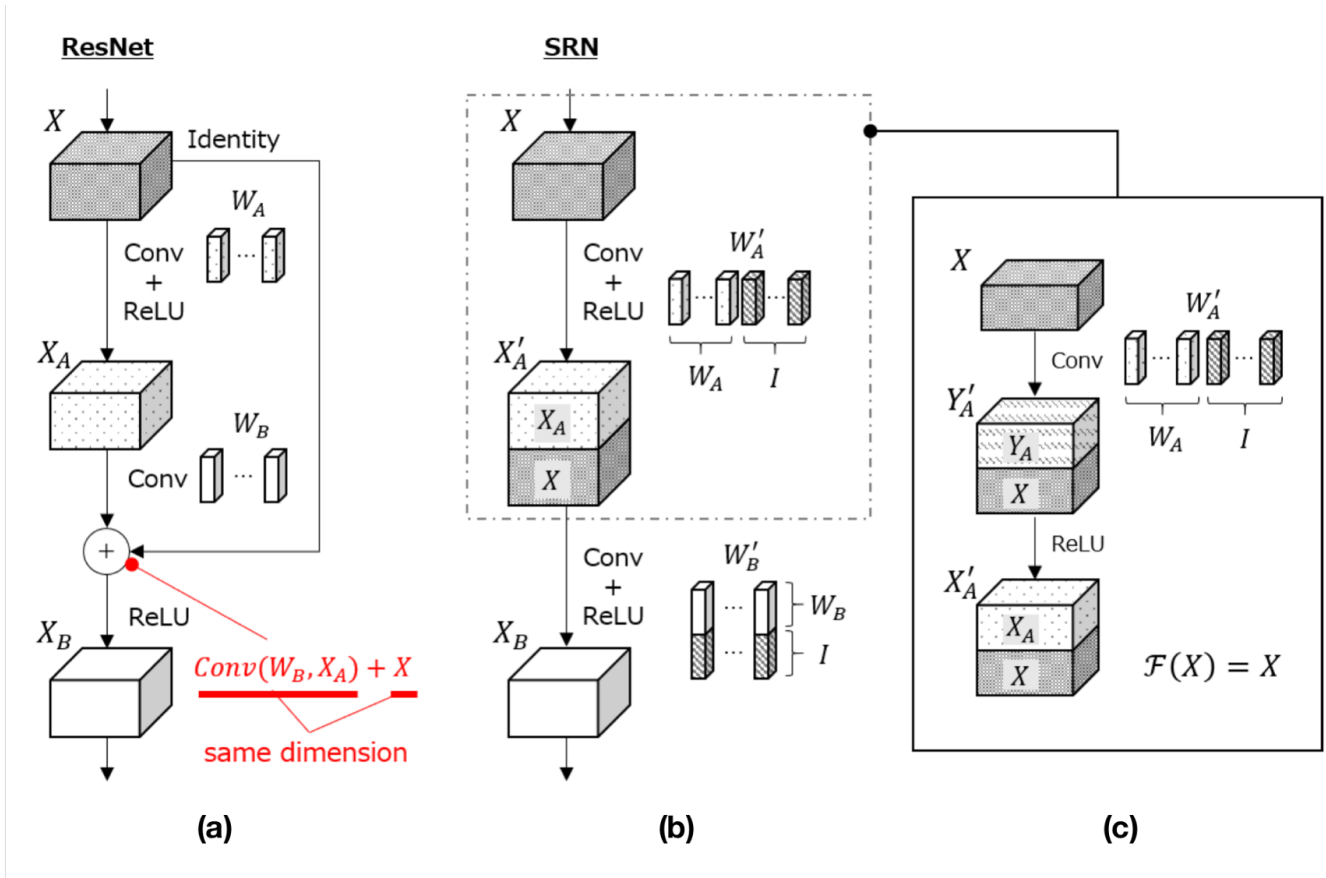 ResNet
X
Identity
W_A
...
Conv
+
ReLU
X_A
W_B
...
Conv
+
ReLU
X_B
Conv(W_B, X_A) + X
same dimension
(a)
SRN
X
W'_A
... ...
Conv
+
ReLU
W_A I
X'_A
X_A
X
Conv
+
ReLU
W'_B
...
W_B
...
I
X_B
(b)
X
W'_A
... ...
Conv
W_A I
Y'_A
Y_A
X
ReLU
X'_A
X_A
X
ℱ(X) = X
(c)